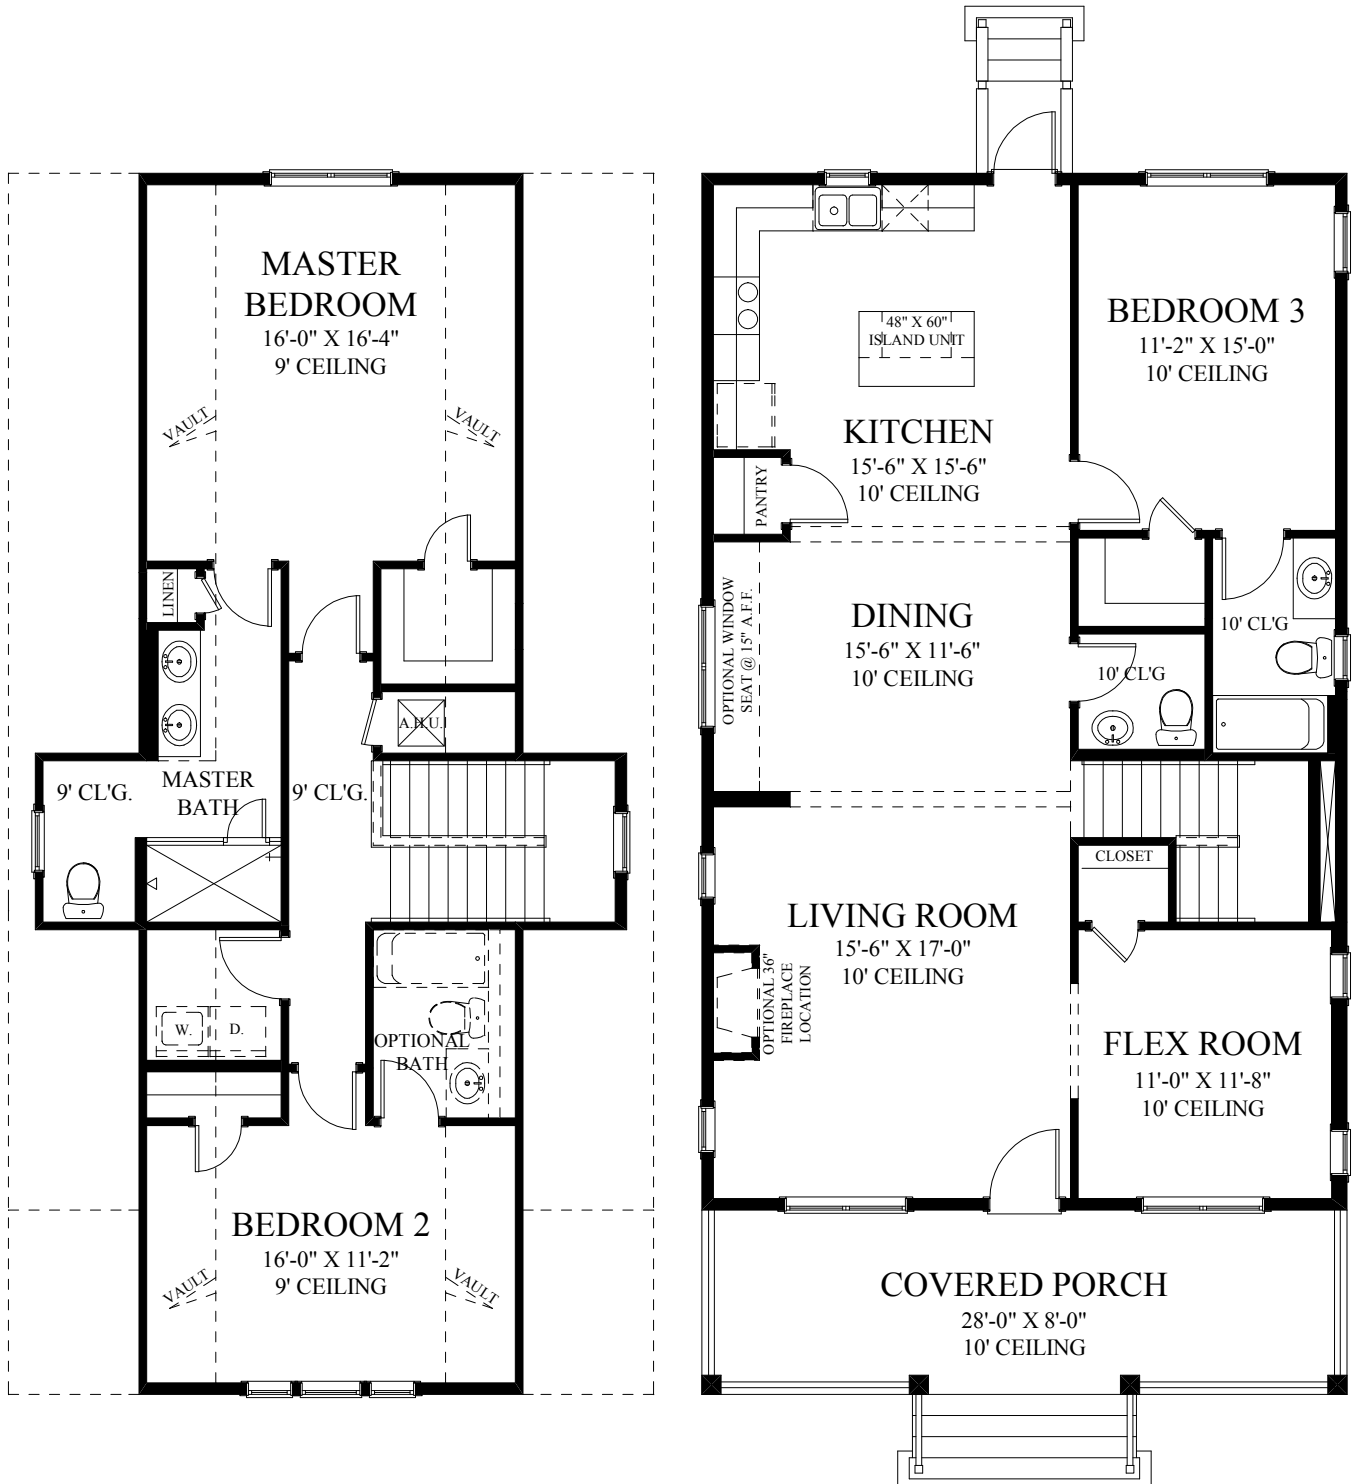 MASTER
BEDROOM
16'-0" X 16'-4"
9' CEILING
VAULT
VAULT
LINEN
A.H.U.
MASTER
BATH
9' CL'G.
9' CL'G.
W.
D.
OPTIONAL
BATH
BEDROOM 2
16'-0" X 11'-2"
9' CEILING
VAULT
VAULT
48" X 60"
ISLAND UNIT
KITCHEN
15'-6" X 15'-6"
10' CEILING
PANTRY
BEDROOM 3
11'-2" X 15'-0"
10' CEILING
OPTIONAL WINDOW
SEAT @ 15" A.F.F.
DINING
15'-6" X 11'-6"
10' CEILING
10' CL'G
10' CL'G
CLOSET
LIVING ROOM
15'-6" X 17'-0"
10' CEILING
OPTIONAL 36"
FIREPLACE
LOCATION
FLEX ROOM
11'-0" X 11'-8"
10' CEILING
COVERED PORCH
28'-0" X 8'-0"
10' CEILING